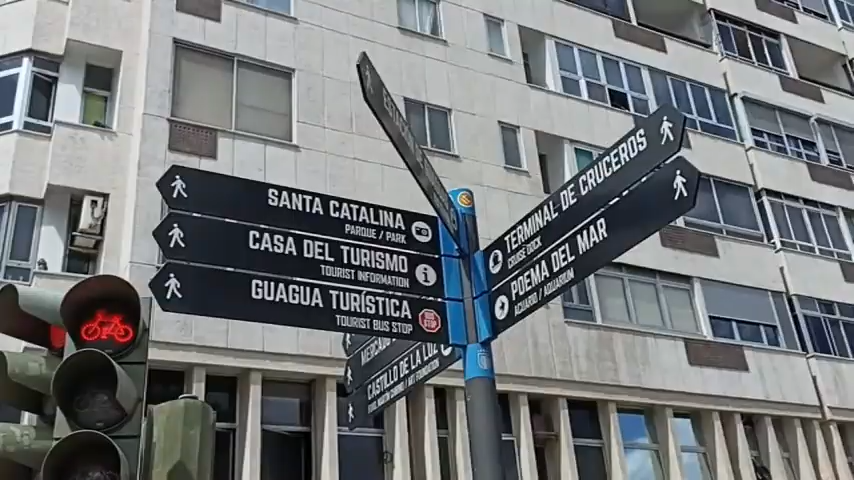 SANTA CATALINA
PARQUE / PARK
CASA DEL TURISMO
TOURIST INFORMATION
GUAGUA TURÍSTICA
TOURIST BUS STOP
STOP
TERMINAL DE CRUCEROS
CRUISE DOCK
POEMA DEL MAR
ACUARIO / AQUARIUM
CASTILLO DE LA LUZ